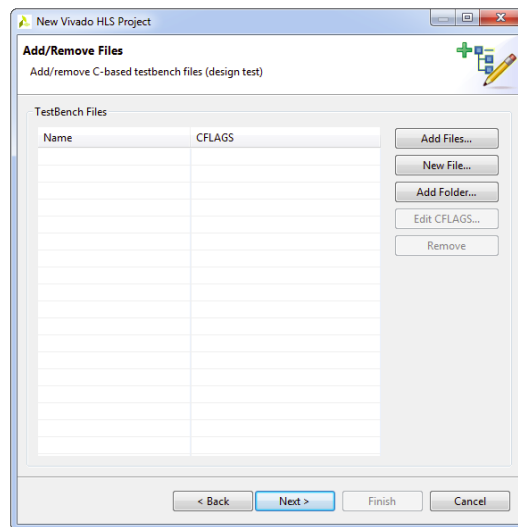 New Vivado HLS Project
Add/Remove Files
Add/remove C-based testbench files (design test)
TestBench Files
Name CFLAGS
Add Files...
New File...
Add Folder...
Edit CFLAGS...
Remove
< Back Next > Finish Cancel